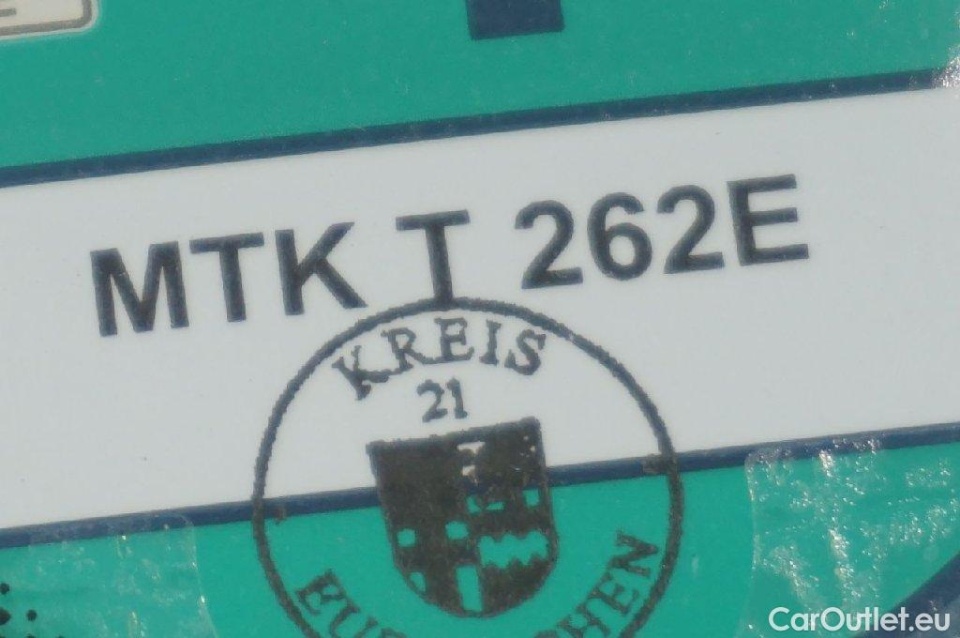 MTK T 262E
KREIS
21
CarOutlet.eu